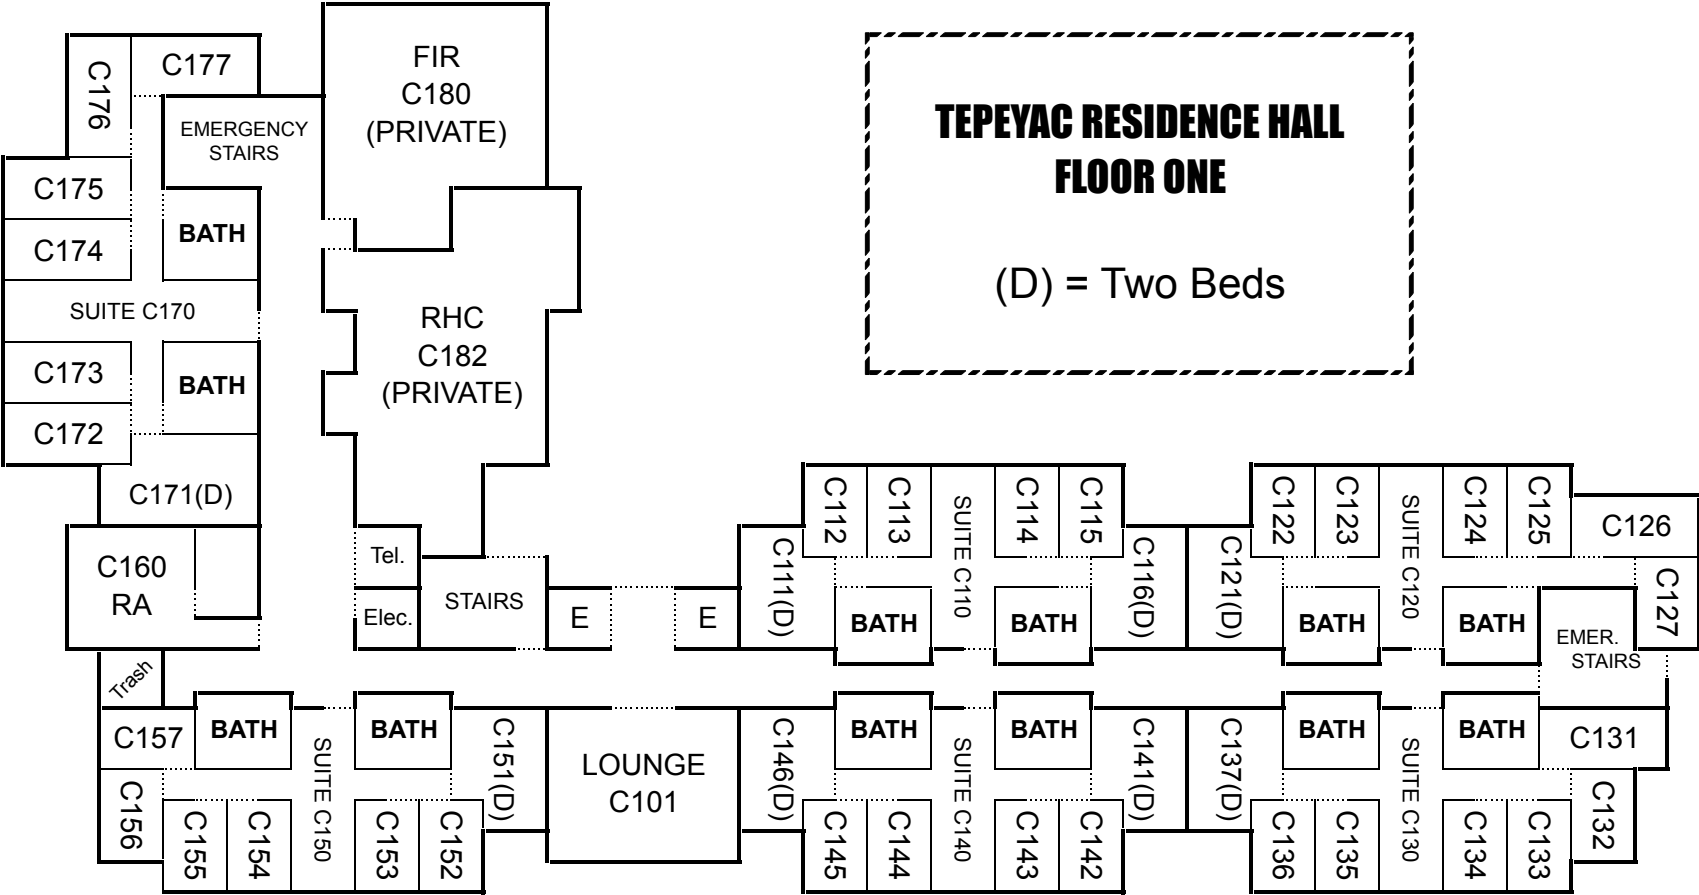 TEPEYAC RESIDENCE HALL
FLOOR ONE
(D) = Two Beds
C176
C177
EMERGENCY
STAIRS
FIR
C180
(PRIVATE)
C175
C174
BATH
SUITE C170
C173
BATH
C172
C171(D)
RHC
C182
(PRIVATE)
C160
RA
Tel.
Elec.
STAIRS
E
E
C111(D)
C112
C113
SUITE C110
C114
C115
C116(D)
BATH
BATH
C121(D)
C122
C123
SUITE C120
C124
C125
C126
C127
BATH
BATH
EMER.
STAIRS
Trash
C157
BATH
SUITE C150
BATH
C151(D)
C156
C155
C154
C153
C152
LOUNGE
C101
C146(D)
BATH
SUITE C140
BATH
C141(D)
C145
C144
C143
C142
C137(D)
BATH
SUITE C130
BATH
C131
C136
C135
C134
C133
C132